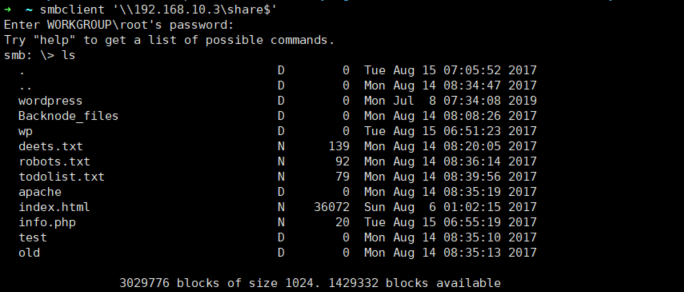 ➜ ~ smbclient '\\192.168.10.3\share$'
Enter WORKGROUP\root's password:
Try "help" to get a list of possible commands.
smb: \> ls
. D 0 Tue Aug 15 07:05:52 2017
.. D 0 Mon Aug 14 08:34:47 2017
wordpress D 0 Mon Jul 8 07:34:08 2019
Backnode_files D 0 Mon Aug 14 08:08:26 2017
wp D 0 Tue Aug 15 06:51:23 2017
deets.txt N 139 Mon Aug 14 08:20:05 2017
robots.txt N 92 Mon Aug 14 08:36:14 2017
todolist.txt N 79 Mon Aug 14 08:39:56 2017
apache D 0 Mon Aug 14 08:35:19 2017
index.html N 36072 Sun Aug 6 01:02:15 2017
info.php N 20 Tue Aug 15 06:55:19 2017
test D 0 Mon Aug 14 08:35:10 2017
old D 0 Mon Aug 14 08:35:13 2017
3029776 blocks of size 1024. 1429332 blocks available